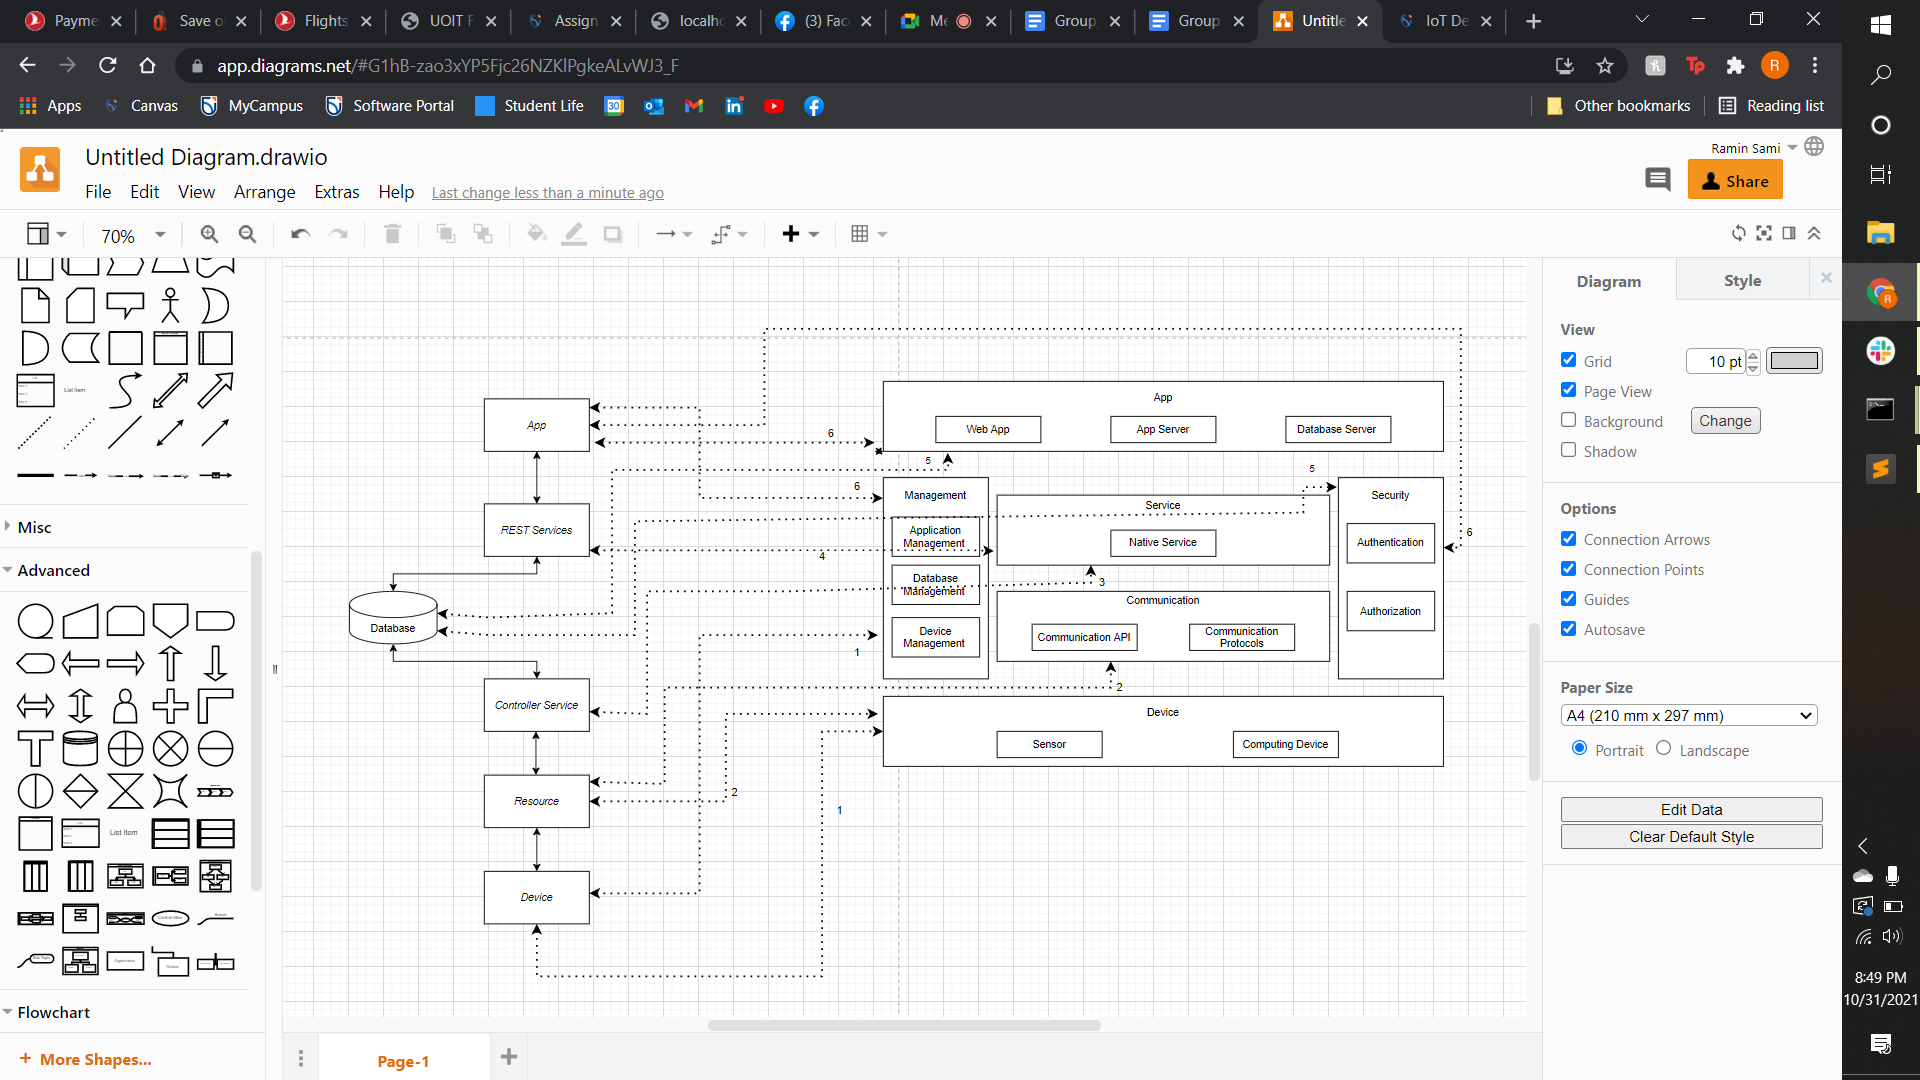 Payme
Save o
Flights
UOIT F
Assign
localho
(3) Fac
Me
Group
Group
Untitle
IoT De
app.diagrams.net/#G1hB-zao3xYP5Fjc26NZKlPgkeALvWJ3_F
Apps
Canvas
MyCampus
Software Portal
Student Life
Other bookmarks
Reading list
Untitled Diagram.drawio
Ramin Sami
File
Edit
View
Arrange
Extras
Help
Last change less than a minute ago
Share
70%
List Item
Misc
Advanced
List Item
Flowchart
+ More Shapes...
App
REST Services
Database
Controller Service
Resource
Device
App
Web App
App Server
Database Server
6
5
5
6
Management
Application
Management
Database
Management
Device
Management
Service
Native Service
Security
Authentication
Authorization
6
4
3
Communication
Communication API
Communication
Protocols
1
2
Device
Sensor
Computing Device
2
1
Page-1
Diagram
Style
View
Grid
10 pt
Page View
Background
Change
Shadow
Options
Connection Arrows
Connection Points
Guides
Autosave
Paper Size
A4 (210 mm x 297 mm)
Portrait
Landscape
Edit Data
Clear Default Style
8:49 PM
10/31/2021